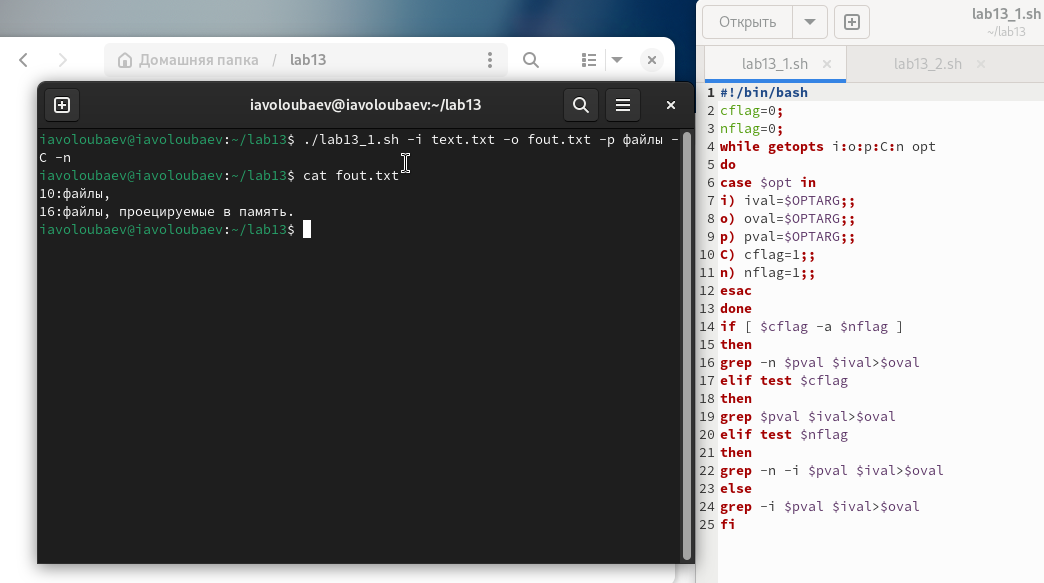 Домашняя папка / lab13
iavoloubaev@iavoloubaev:~/lab13
iavoloubaev@iavoloubaev:~/lab13$ ./lab13_1.sh -i text.txt -o fout.txt -p файлы -
C -n
iavoloubaev@iavoloubaev:~/lab13$ cat fout.txt
10:файлы,
16:файлы, проецируемые в память.
iavoloubaev@iavoloubaev:~/lab13$
Открыть
lab13_1.sh
~/lab13
lab13_1.sh × lab13_2.sh ×
1 #!/bin/bash
2 cflag=0;
3 nflag=0;
4 while getopts i:o:p:C:n opt
5 do
6 case $opt in
7 i) ival=$OPTARG;;
8 o) oval=$OPTARG;;
9 p) pval=$OPTARG;;
10 C) cflag=1;;
11 n) nflag=1;;
12 esac
13 done
14 if [ $cflag -a $nflag ]
15 then
16 grep -n $pval $ival>$oval
17 elif test $cflag
18 then
19 grep $pval $ival>$oval
20 elif test $nflag
21 then
22 grep -n -i $pval $ival>$oval
23 else
24 grep -i $pval $ival>$oval
25 fi